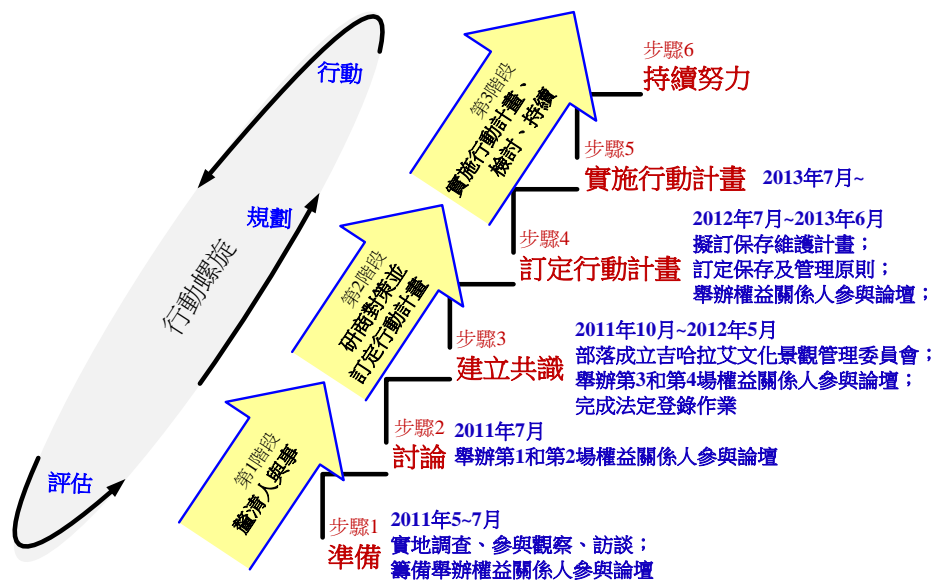 行動
規劃
行動螺旋
評估
第3階段
實施行動計畫、
檢討、持續
第2階段
研商對策並
訂定行動計畫
第1階段
釐清人與事
步驟6
持續努力
步驟5
實施行動計畫 2013年7月~
步驟4
訂定行動計畫
2012年7月~2013年6月
擬訂保存維護計畫；
訂定保存及管理原則；
舉辦權益關係人參與論壇；
步驟3
建立共識
2011年10月~2012年5月
部落成立吉哈拉艾文化景觀管理委員會；
舉辦第3和第4場權益關係人參與論壇；
完成法定登錄作業
步驟2
討論
2011年7月
舉辦第1和第2場權益關係人參與論壇
步驟1
準備
2011年5~7月
實地調查、參與觀察、訪談；
籌備舉辦權益關係人參與論壇